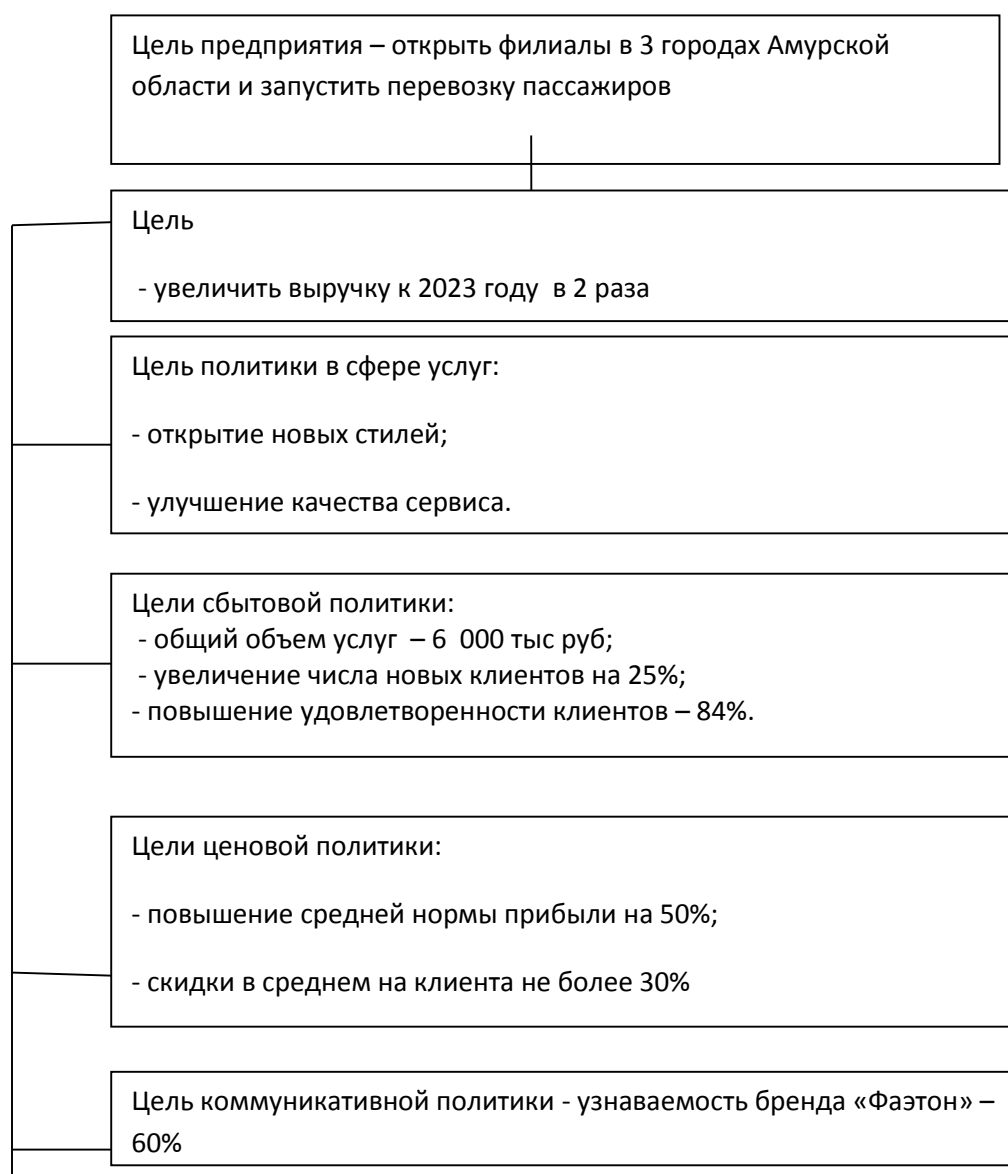 Цель предприятия – открыть филиалы в 3 городах Амурской
области и запустить перевозку пассажиров
Цель
- увеличить выручку к 2023 году в 2 раза
Цель политики в сфере услуг:
- открытие новых стилей;
- улучшение качества сервиса.
Цели сбытовой политики:
- общий объем услуг – 6 000 тыс руб;
- увеличение числа новых клиентов на 25%;
- повышение удовлетворенности клиентов – 84%.
Цели ценовой политики:
- повышение средней нормы прибыли на 50%;
- скидки в среднем на клиента не более 30%
Цель коммуникативной политики - узнаваемость бренда «Фаэтон» –
60%